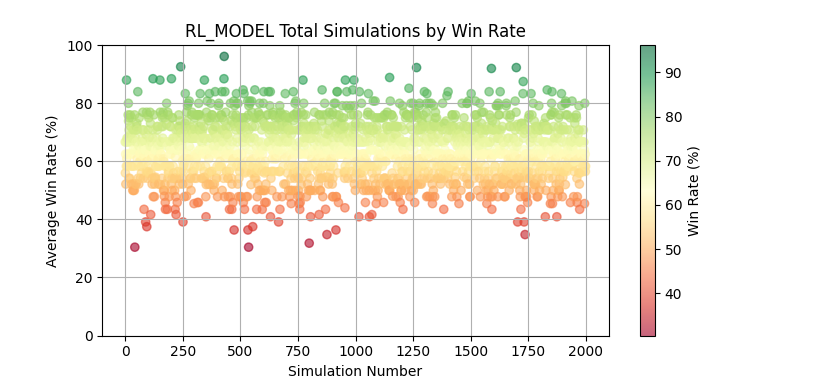 RL_MODEL Total Simulations by Win Rate
100
80
60
40
20
0
Average Win Rate (%)
0 250 500 750 1000 1250 1500 1750 2000
Simulation Number
90
80
70
60
50
40
Win Rate (%)